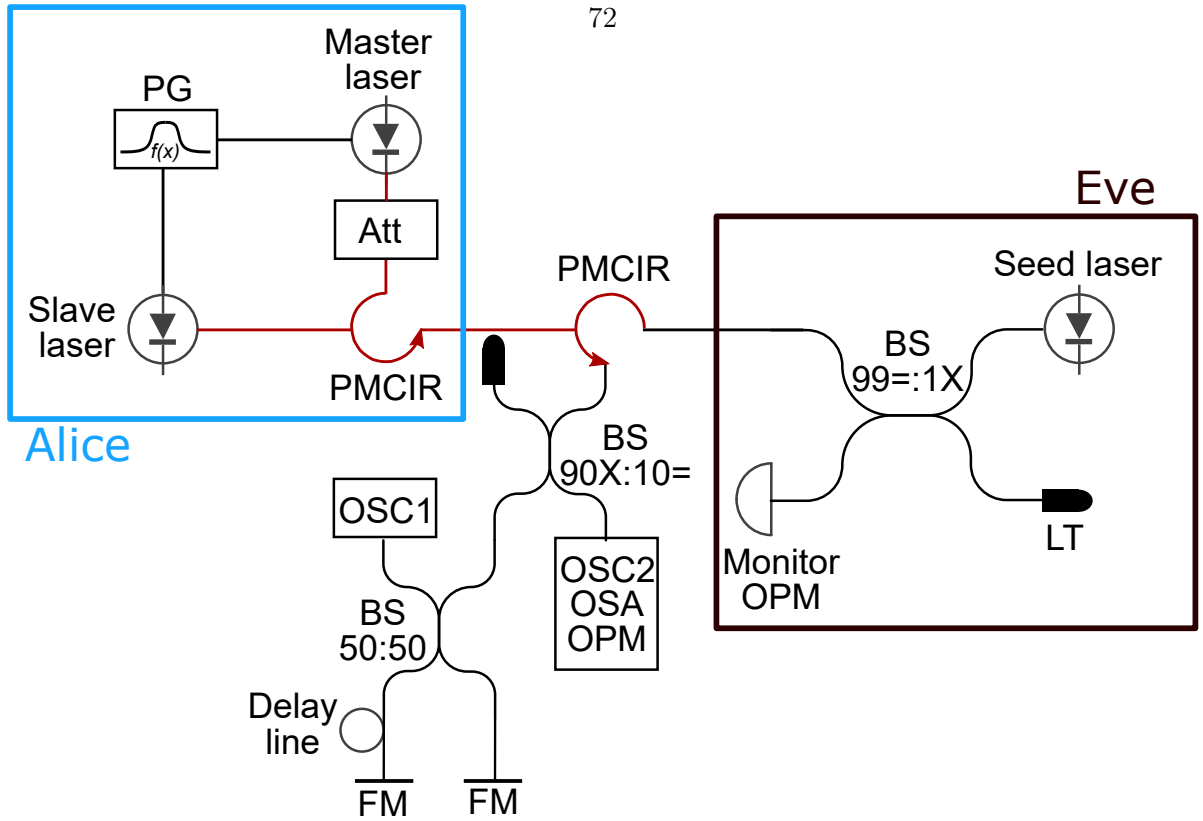 72
Master
laser
PG
f(x)
Att
Slave
laser
PMCIR
Alice
PMCIR
Eve
Seed laser
BS
99=:1X
Monitor
OPM
LT
BS
90X:10=
OSC1
OSC2
OSA
OPM
BS
50:50
Delay
line
FM
FM